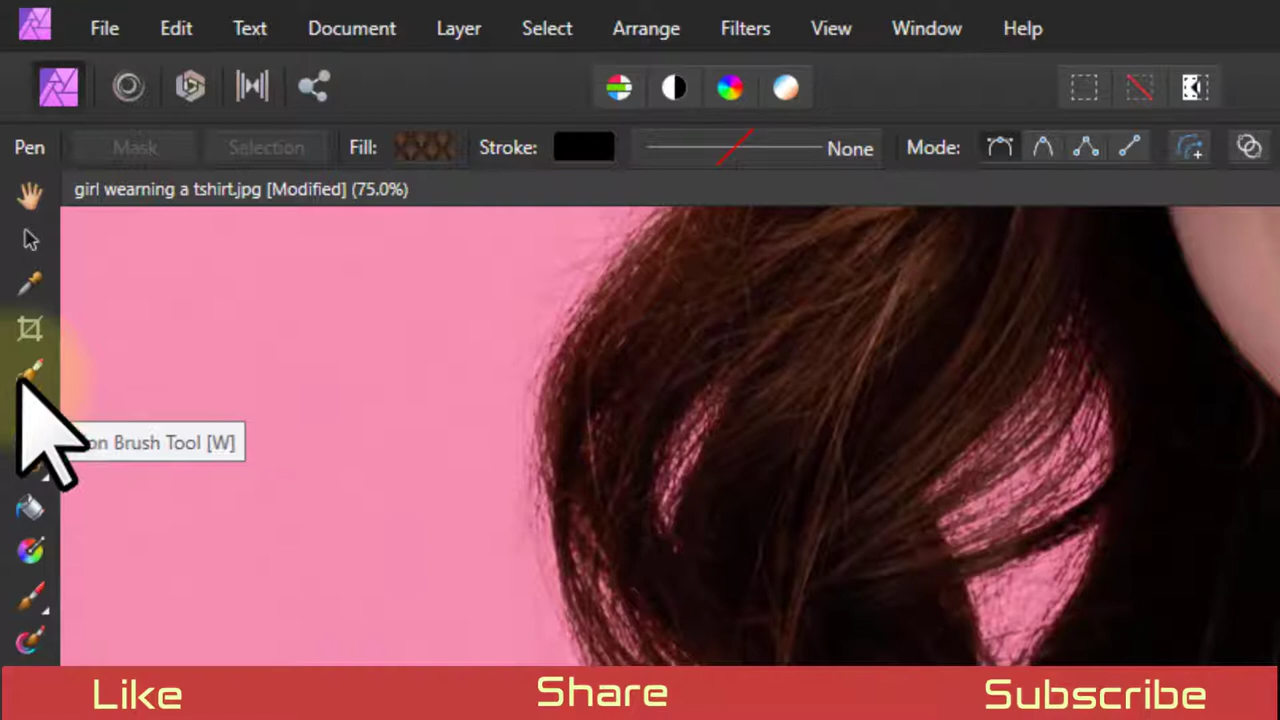 File Edit Text Document Layer Select Arrange Filters View Window Help
Pen Mask Selection Fill: Stroke: None Mode:
girl wearning a tshirt.jpg [Modified] (75.0%)
Brush Tool [W]
Like Share Subscribe